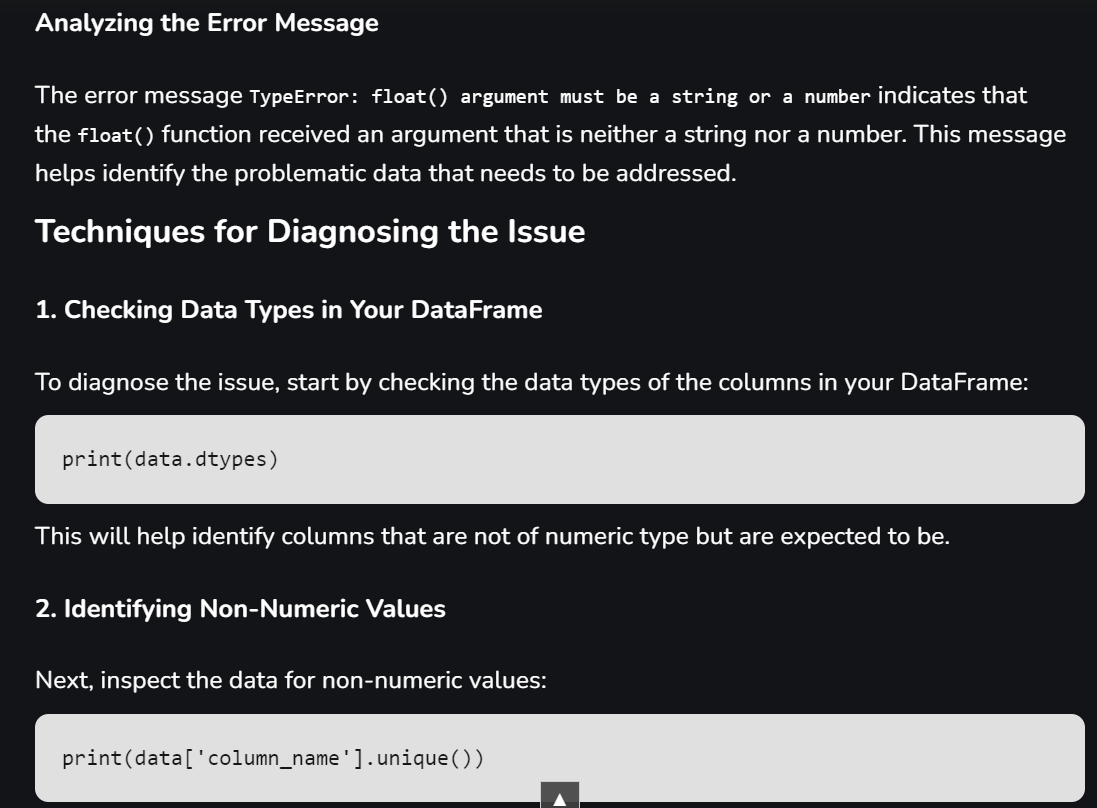 Analyzing the Error Message
The error message TypeError: float() argument must be a string or a number indicates that
the float() function received an argument that is neither a string nor a number. This message
helps identify the problematic data that needs to be addressed.
Techniques for Diagnosing the Issue
1. Checking Data Types in Your DataFrame
To diagnose the issue, start by checking the data types of the columns in your DataFrame:
print(data.dtypes)
This will help identify columns that are not of numeric type but are expected to be.
2. Identifying Non-Numeric Values
Next, inspect the data for non-numeric values:
print(data['column_name'].unique())